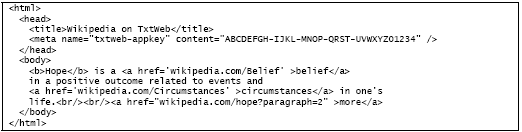 <html>
<head>
<title>Wikipedia on TxtWeb</title>
<meta name="txtweb-appkey" content="ABCDEFGH-IJKL-MNOP-QRST-UVWXYZ01234" />
</head>
<body>
<b>Hope</b> is a <a href='wikipedia.com/Belief' >belief</a>
in a positive outcome related to events and
<a href='wikipedia.com/Circumstances' >circumstances</a> in one's
life.<br/><br/><a href="wikipedia.com/hope?paragraph=2" >more</a>
</body>
</html>